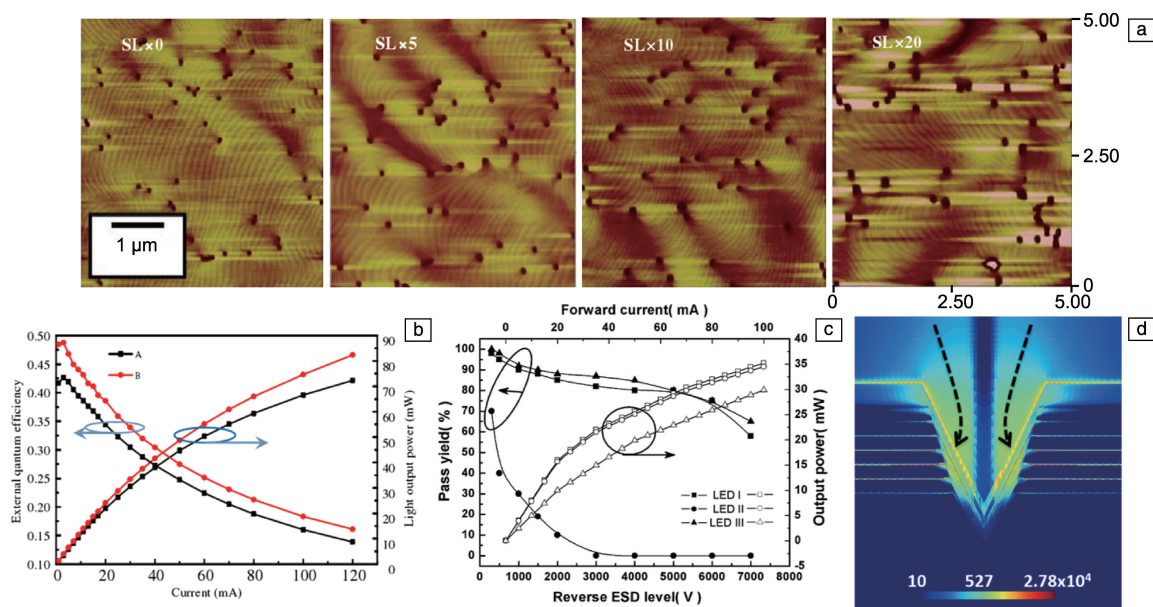 SL×0
SL×5
SL×10
SL×20
a
5.00
2.50
0
1 µm
0 2.50 5.00
b
0.50
0.45
0.40
0.35
0.30
0.25
0.20
0.15
0.10
External qantum efficiency
A
B
90
80
70
60
50
40
30
20
10
0
Light output power (mW)
0 20 40 60 80 100 120
Current (mA)
Forward current( mA )
0 20 40 60 80 100
c
100
90
80
70
60
50
40
30
20
10
0
Pass yield( % )
40
35
30
25
20
15
10
5
0
-5
Output power( mW )
LED I
LED II
LED III
0 1000 2000 3000 4000 5000 6000 7000 8000
Reverse ESD level( V )
d
10 527 2.78x10⁴